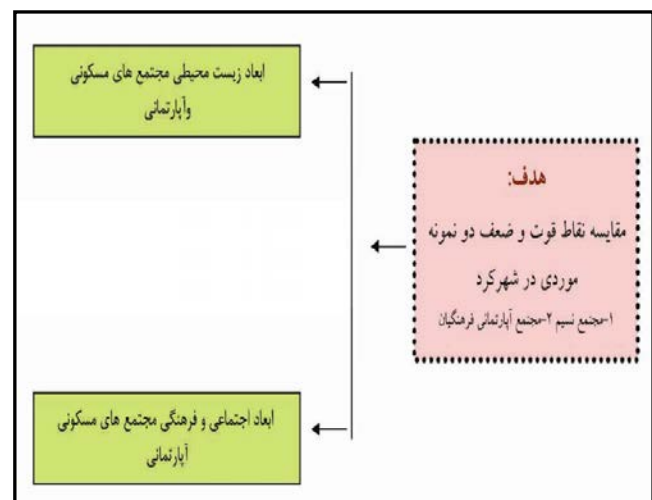 هدف:
مقایسه نقاط قوت و ضعف دو نمونه
موردی در شهرکرد
۱-مجتمع نسیم ۲-مجتمع آپارتمانی فرهنگیان
ابعاد زیست محیطی مجتمع های مسکونی
وآپارتمانی
ابعاد اجتماعی و فرهنگی مجتمع های مسکونی
آپارتمانی